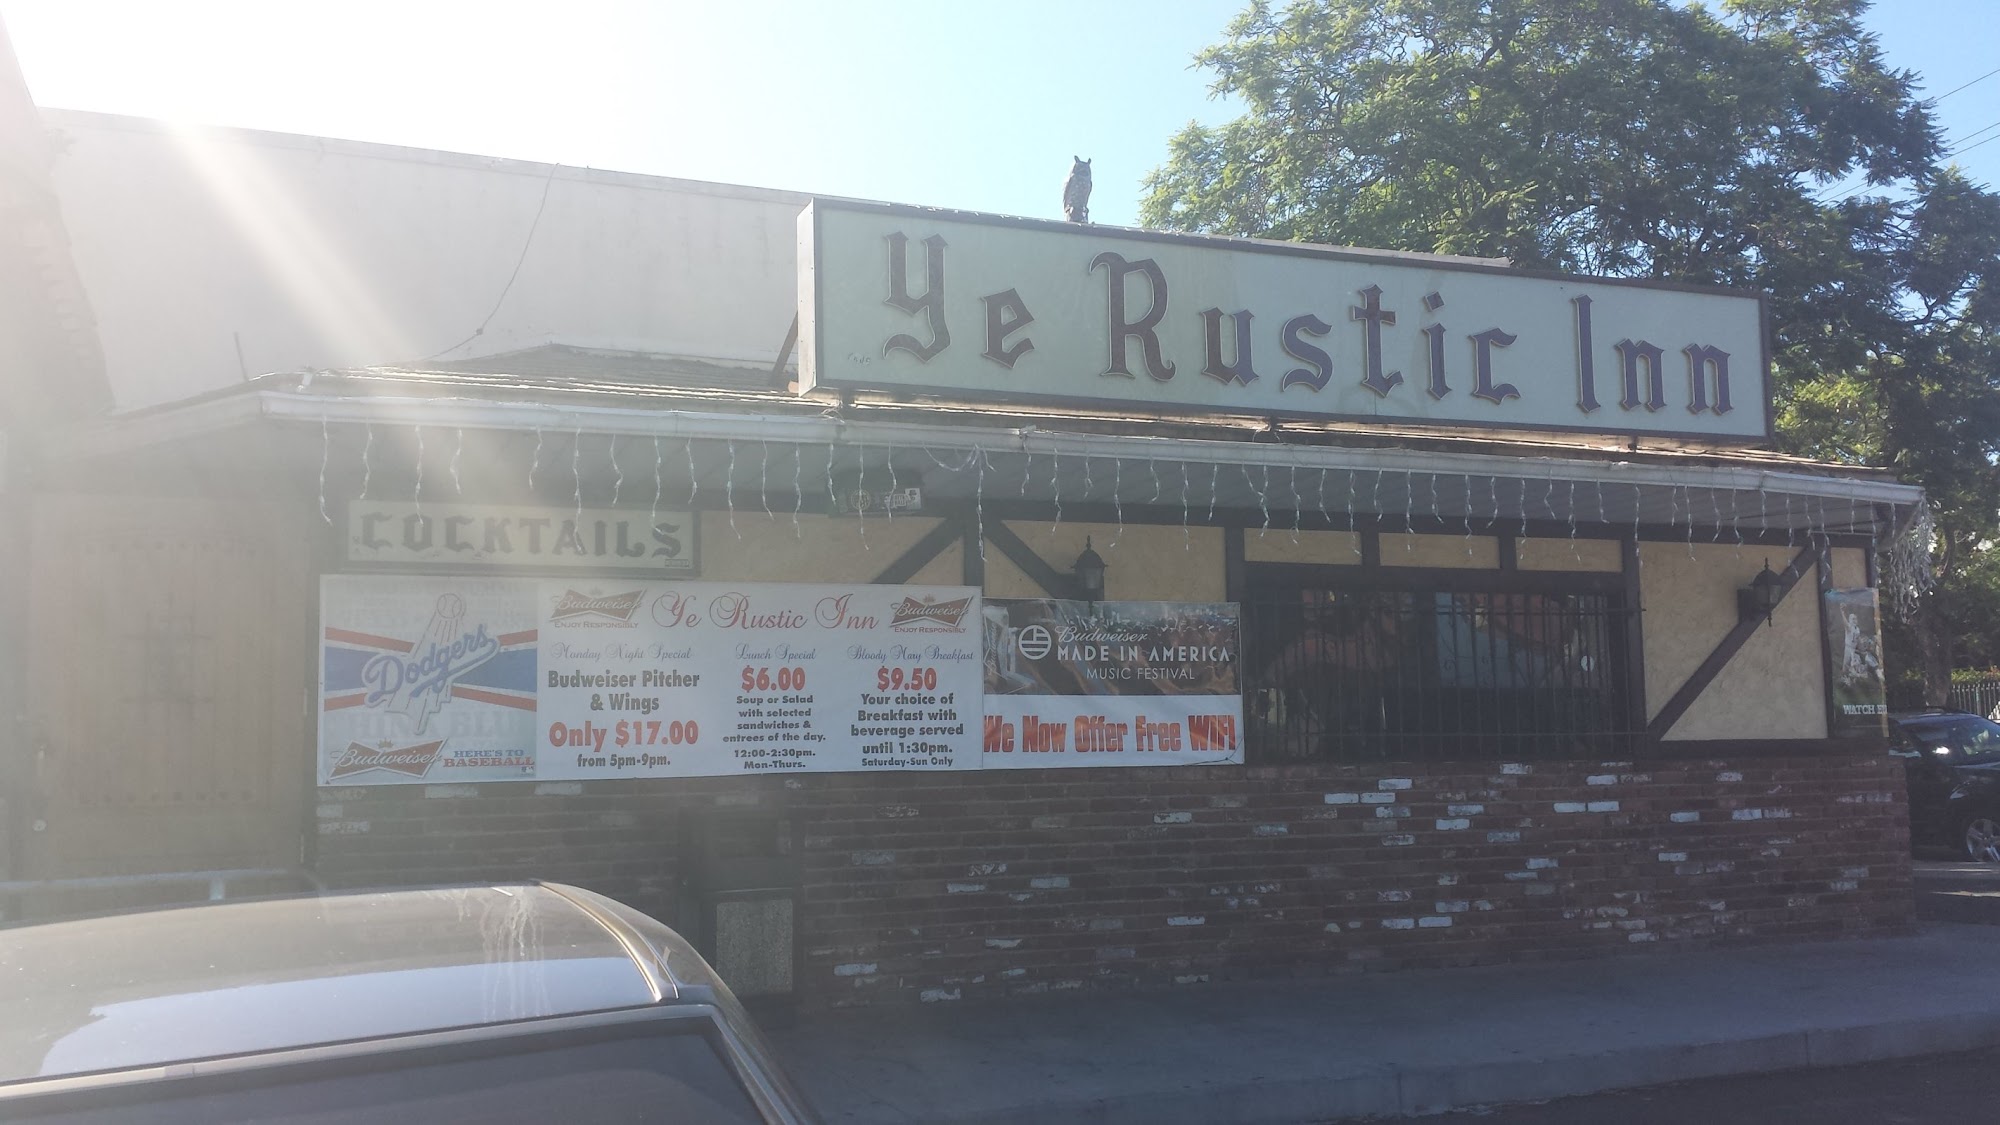 Ye Rustic Inn
COCKTAILS
Dodgers
Budweiser
HERE'S TO
BASEBALL
Budweiser
ENJOY RESPONSIBLY
Ye Rustic Inn
Budweiser
ENJOY RESPONSIBLY
Monday Night Special
Budweiser Pitcher
& Wings
Only $17.00
from 5pm-9pm.
Lunch Special
$6.00
Soup or Salad
with selected
sandwiches &
entrees of the day.
12:00-2:30pm.
Mon-Thurs.
Bloody Mary Breakfast
$9.50
Your choice of
Breakfast with
beverage served
until 1:30pm.
Saturday-Sun Only
Budweiser
MADE IN AMERICA
MUSIC FESTIVAL
We Now Offer Free WIFI
WATCH